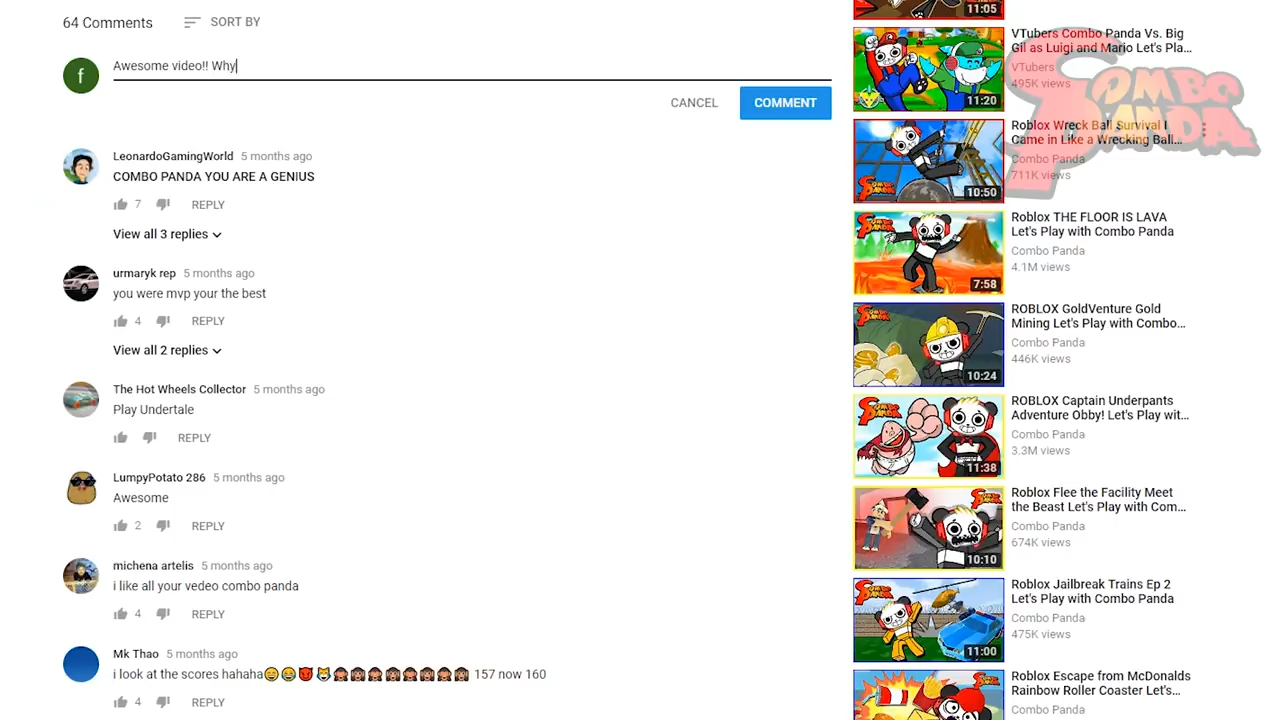 64 Comments
SORT BY
f
Awesome video!! Why
CANCEL
COMMENT
LeonardoGamingWorld 5 months ago
COMBO PANDA YOU ARE A GENIUS
7
REPLY
View all 3 replies
urmaryk rep 5 months ago
you were mvp your the best
4
REPLY
View all 2 replies
The Hot Wheels Collector 5 months ago
Play Undertale
REPLY
LumpyPotato 286 5 months ago
Awesome
2
REPLY
michena artelis 5 months ago
i like all your vedeo combo panda
4
REPLY
Mk Thao 5 months ago
i look at the scores hahaha 157 now 160
4
REPLY
11:05
11:20
VTubers Combo Panda Vs. Big
Gil as Luigi and Mario Let's Pla...
VTubers
495K views
COMBO
PANDA
10:50
Roblox Wreck Ball Survival I
Came in Like a Wrecking Ball...
Combo Panda
711K views
7:58
Roblox THE FLOOR IS LAVA
Let's Play with Combo Panda
Combo Panda
4.1M views
10:24
ROBLOX GoldVenture Gold
Mining Let's Play with Combo...
Combo Panda
446K views
11:38
ROBLOX Captain Underpants
Adventure Obby! Let's Play wit...
Combo Panda
3.3M views
10:10
Roblox Flee the Facility Meet
the Beast Let's Play with Com...
Combo Panda
674K views
11:00
Roblox Jailbreak Trains Ep 2
Let's Play with Combo Panda
Combo Panda
475K views
Roblox Escape from McDonalds
Rainbow Roller Coaster Let's...
Combo Panda